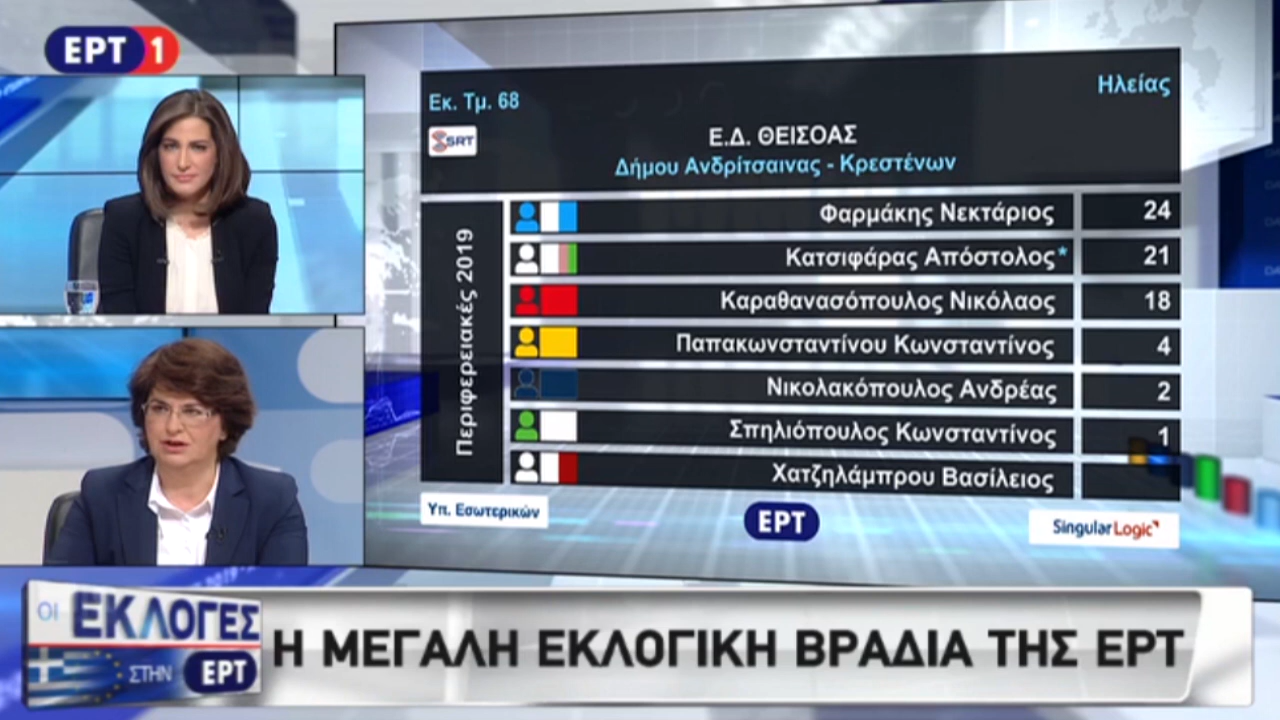 ΕΡΤ 1
Εκ. Τμ. 68
Ηλείας
SRT
Ε.Δ. ΘΕΙΣΟΑΣ
Δήμου Ανδρίτσαινας - Κρεστένων
Περιφερειακές 2019
Φαρμάκης Νεκτάριος 24
Κατσιφάρας Απόστολος* 21
Καραθανασόπουλος Νικόλαος 18
Παπακωνσταντίνου Κωνσταντίνος 4
Νικολακόπουλος Ανδρέας 2
Σπηλιόπουλος Κωνσταντίνος 1
Χατζηλάμπρου Βασίλειος
Υπ. Εσωτερικών
ΕΡΤ
SingularLogic
ΟΙ ΕΚΛΟΓΕΣ
ΣΤΗΝ ΕΡΤ
Η ΜΕΓΑΛΗ ΕΚΛΟΓΙΚΗ ΒΡΑΔΙΑ ΤΗΣ ΕΡΤ